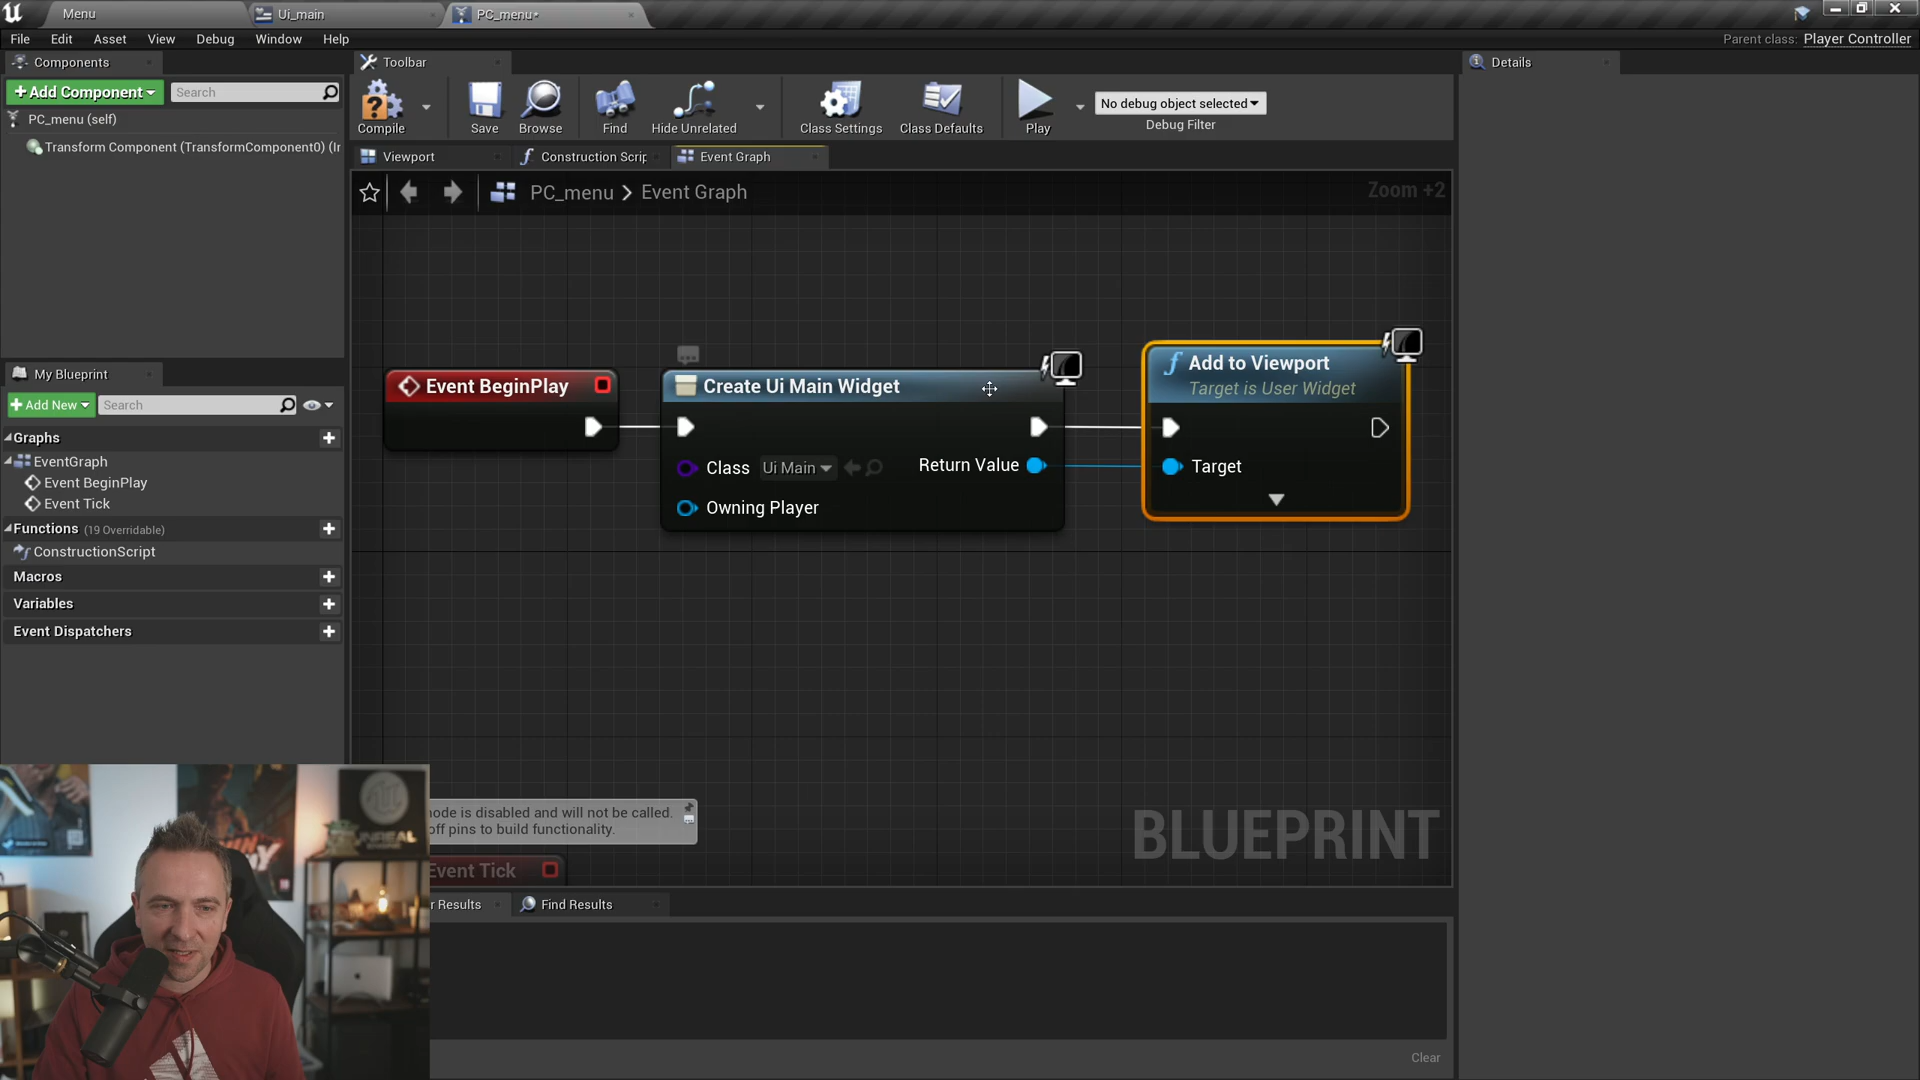 Menu
Ui_main
PC_menu*
File Edit Asset View Debug Window Help
Parent class: Player Controller
Components
Toolbar
Details
Add Component
Search
PC_menu (self)
Transform Component (TransformComponent0) (Ir
Compile
Save
Browse
Find
Hide Unrelated
Class Settings
Class Defaults
Play
No debug object selected
Debug Filter
Viewport
Construction Scrip
Event Graph
PC_menu > Event Graph
Zoom +2
My Blueprint
Add New
Search
Graphs
EventGraph
Event BeginPlay
Event Tick
Functions (19 Overridable)
ConstructionScript
Macros
Variables
Event Dispatchers
Event BeginPlay
Create Ui Main Widget
Class Ui Main
Return Value
Owning Player
Add to Viewport
Target is User Widget
Target
node is disabled and will not be called.
off pins to build functionality.
Event Tick
BLUEPRINT
r Results
Find Results
Clear
UNREAL